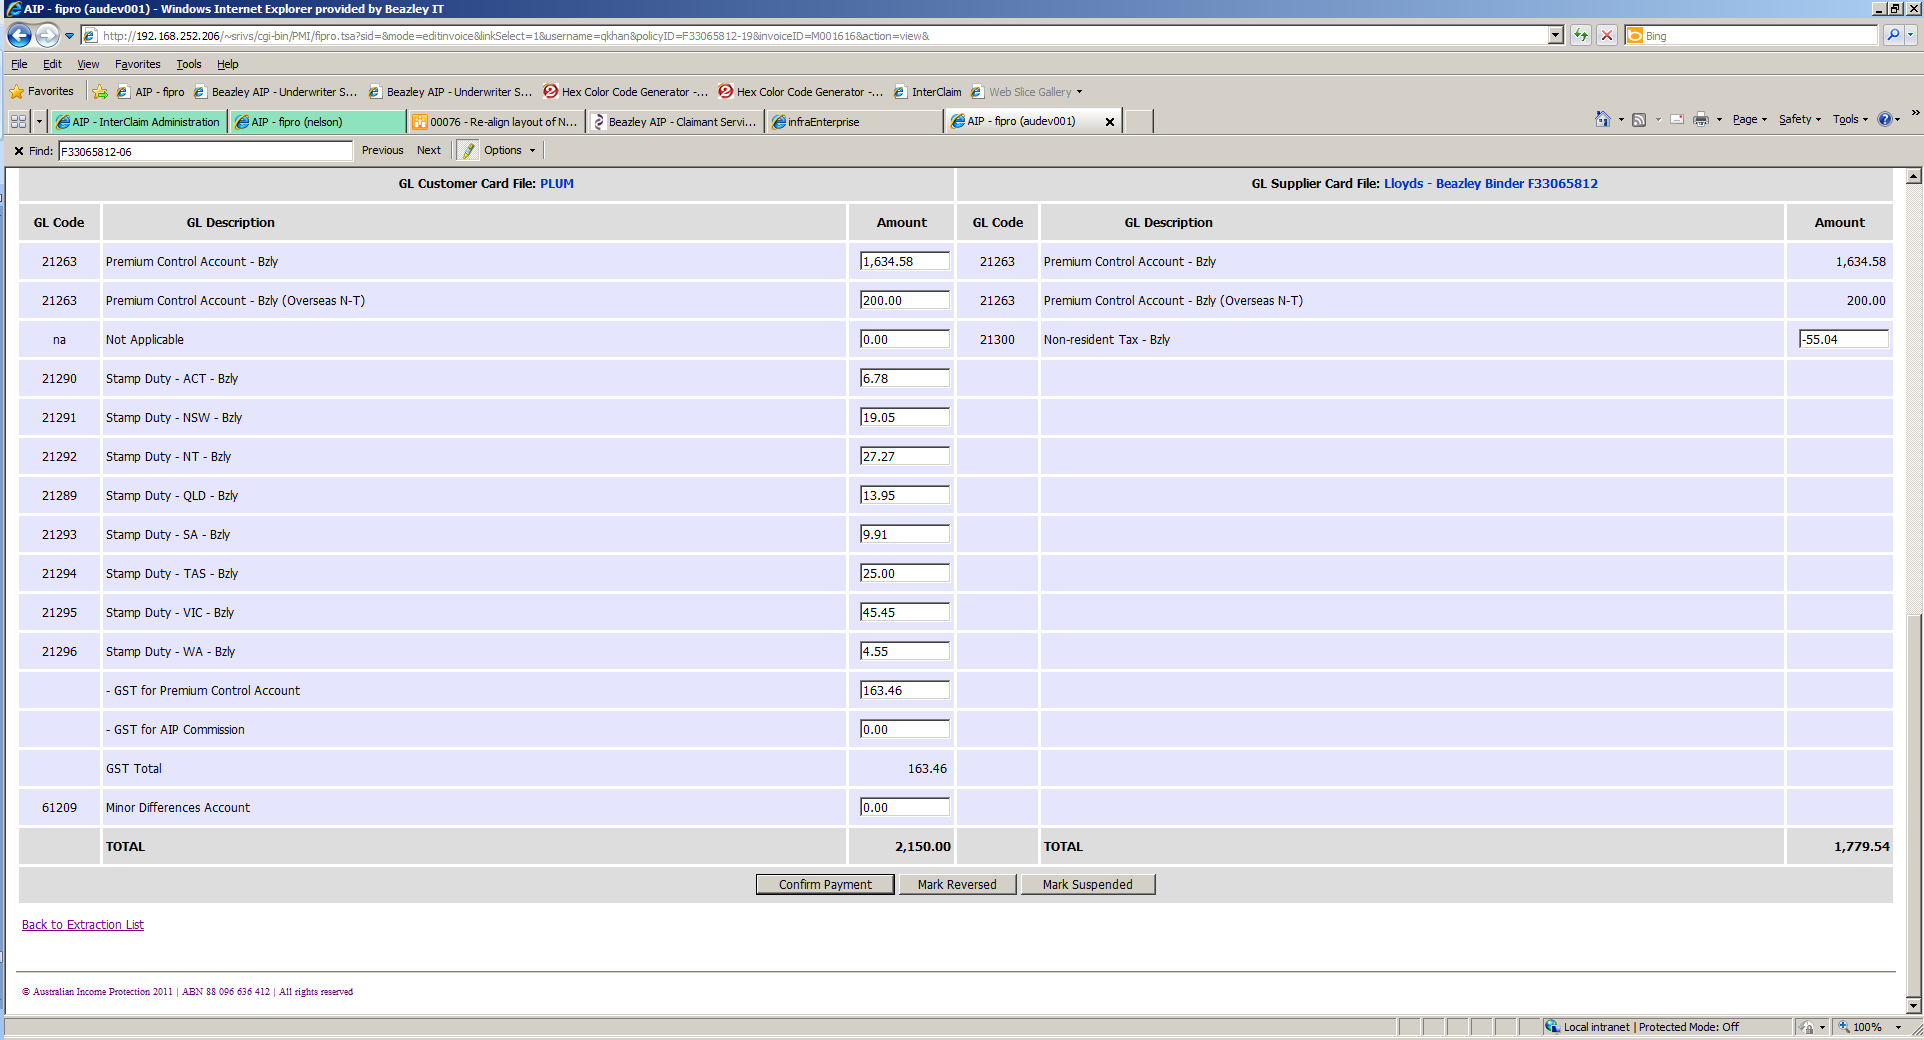 AIP - fipro (audev001) - Windows Internet Explorer provided by Beazley IT
http://192.168.252.206/~srivs/cgi-bin/PMI/fipro.tsa?sid=&mode=editinvoice&linkSelect=1&username=qkhan&policyID=F33065812-19&invoiceID=M001616&action=view& Bing
File Edit View Favorites Tools Help
Favorites AIP - fipro Beazley AIP - Underwriter S... Beazley AIP - Underwriter S... Hex Color Code Generator -... Hex Color Code Generator -... InterClaim Web Slice Gallery
AIP - InterClaim Administration AIP - fipro (nelson) 00076 - Re-align layout of N... Beazley AIP - Claimant Servi... infraEnterprise AIP - fipro (audev001) Page Safety Tools
Find: F33065812-06 Previous Next Options
GL Customer Card File: PLUM GL Supplier Card File: Lloyds - Beazley Binder F33065812
GL Code GL Description Amount GL Code GL Description Amount
21263 Premium Control Account - Bzly 1,634.58 21263 Premium Control Account - Bzly 1,634.58
21263 Premium Control Account - Bzly (Overseas N-T) 200.00 21263 Premium Control Account - Bzly (Overseas N-T) 200.00
na Not Applicable 0.00 21300 Non-resident Tax - Bzly -55.04
21290 Stamp Duty - ACT - Bzly 6.78
21291 Stamp Duty - NSW - Bzly 19.05
21292 Stamp Duty - NT - Bzly 27.27
21289 Stamp Duty - QLD - Bzly 13.95
21293 Stamp Duty - SA - Bzly 9.91
21294 Stamp Duty - TAS - Bzly 25.00
21295 Stamp Duty - VIC - Bzly 45.45
21296 Stamp Duty - WA - Bzly 4.55
- GST for Premium Control Account 163.46
- GST for AIP Commission 0.00
GST Total 163.46
61209 Minor Differences Account 0.00
TOTAL 2,150.00 TOTAL 1,779.54
Confirm Payment Mark Reversed Mark Suspended
Back to Extraction List
© Australian Income Protection 2011 | ABN 88 096 636 412 | All rights reserved
Local intranet | Protected Mode: Off 100%